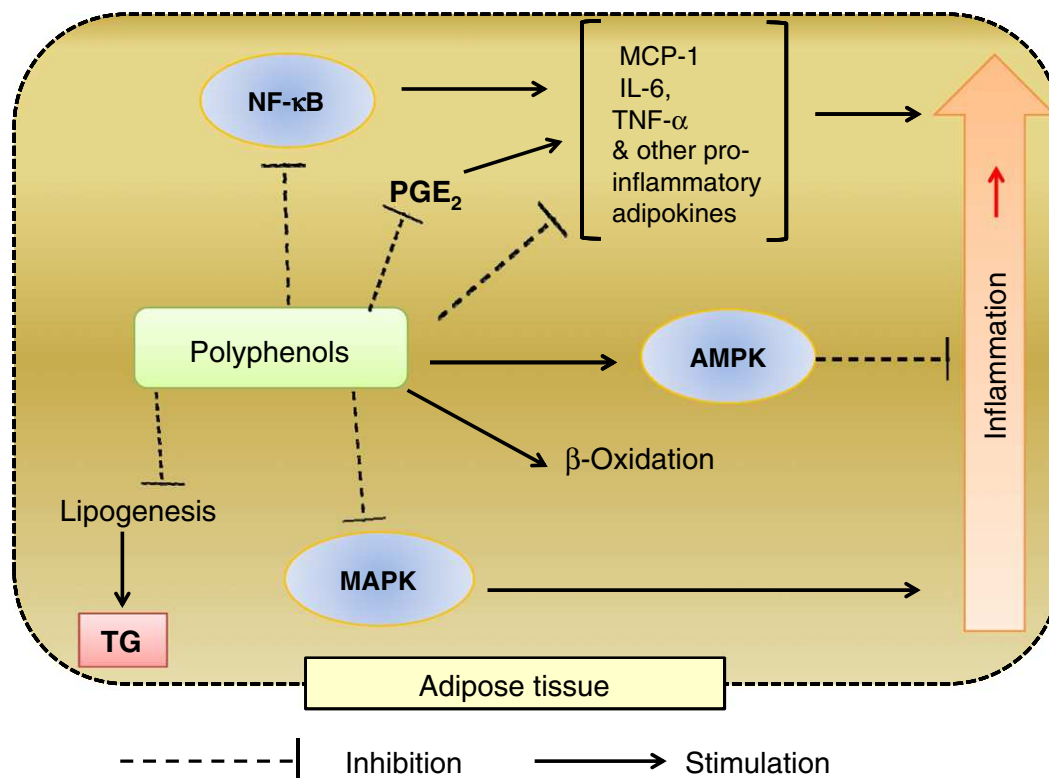 NF-κB
MCP-1
IL-6,
TNF-α
& other pro-
inflammatory
adipokines
PGE₂
Polyphenols
AMPK
Inflammation
β-Oxidation
Lipogenesis
MAPK
TG
Adipose tissue
Inhibition
Stimulation